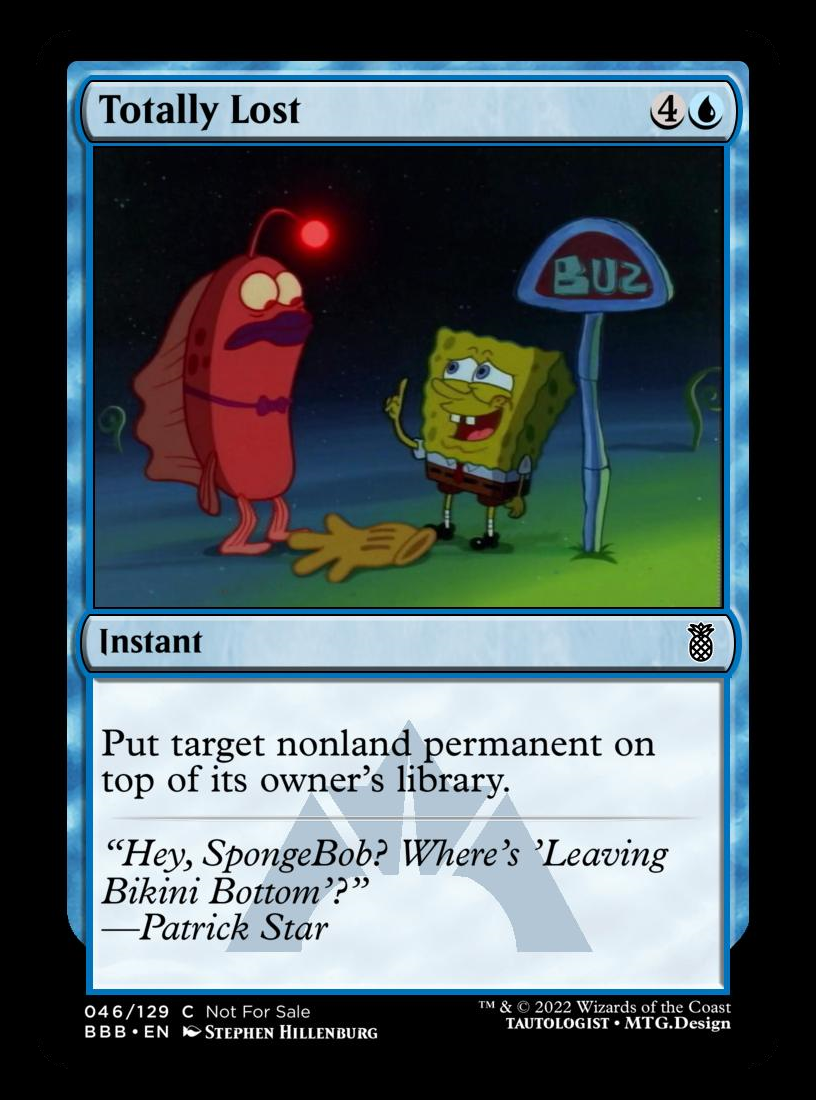 Totally Lost 4
BUZ
Instant
Put target nonland permanent on
top of its owner's library.
“Hey, SpongeBob? Where's ’Leaving
Bikini Bottom’?”
—Patrick Star
046/129 C Not For Sale
BBB • EN STEPHEN HILLENBURG
™ & © 2022 Wizards of the Coast
TAUTOLOGIST • MTG.Design